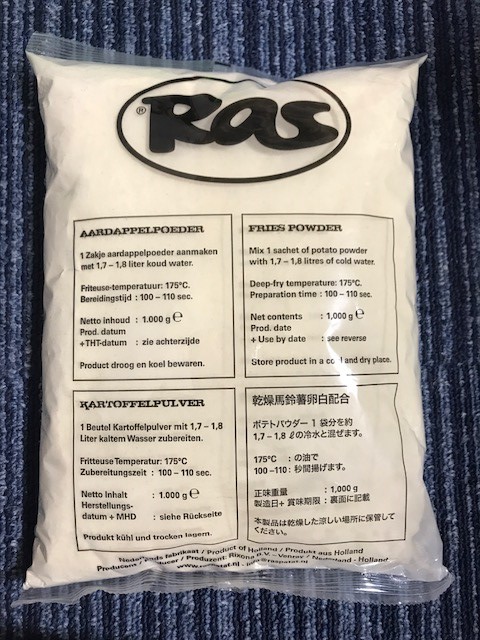 ® Ras
AARDAPPELPOEDER
1 Zakje aardappelpoeder aanmaken
met 1,7 – 1,8 liter koud water.
Friteuse-temperatuur: 175°C.
Bereidingstijd : 100 – 110 sec.
Netto inhoud : 1.000 g ℮
Prod. datum
+THT-datum : zie achterzijde
Product droog en koel bewaren.
FRIES POWDER
Mix 1 sachet of potato powder
with 1,7 – 1,8 litres of cold water.
Deep-fry temperature: 175°C.
Preparation time : 100 – 110 sec.
Net contents : 1,000 g ℮
Prod. date
+ Use by date : see reverse
Store product in a cool and dry place.
KARTOFFELPULVER
1 Beutel Kartoffelpulver mit 1,7 – 1,8
Liter kaltem Wasser zubereiten.
Fritteuse Temperatur: 175°C
Zubereitungszeit : 100 – 110 sec.
Netto Inhalt : 1.000 g ℮
Herstellungs-
datum + MHD : siehe Rückseite
Produkt kühl und trocken lagern.
乾燥馬鈴薯卵白配合
ポテトパウダー 1 袋分を約
1,7 – 1,8 ℓの冷水と混ぜます。
175°C : の油で
100 – 110 : 秒間揚げます。
正味重量 : 1,000 g
製造日+ 賞味期限 : 裏面に記載
本製品は乾燥した涼しい場所に保管して
ください。
Nederlands fabrikaat / Product of Holland / Produkt aus Holland
Producent / Producer / Produzent: Rixona B.V. – Venray / Nederland - Holland